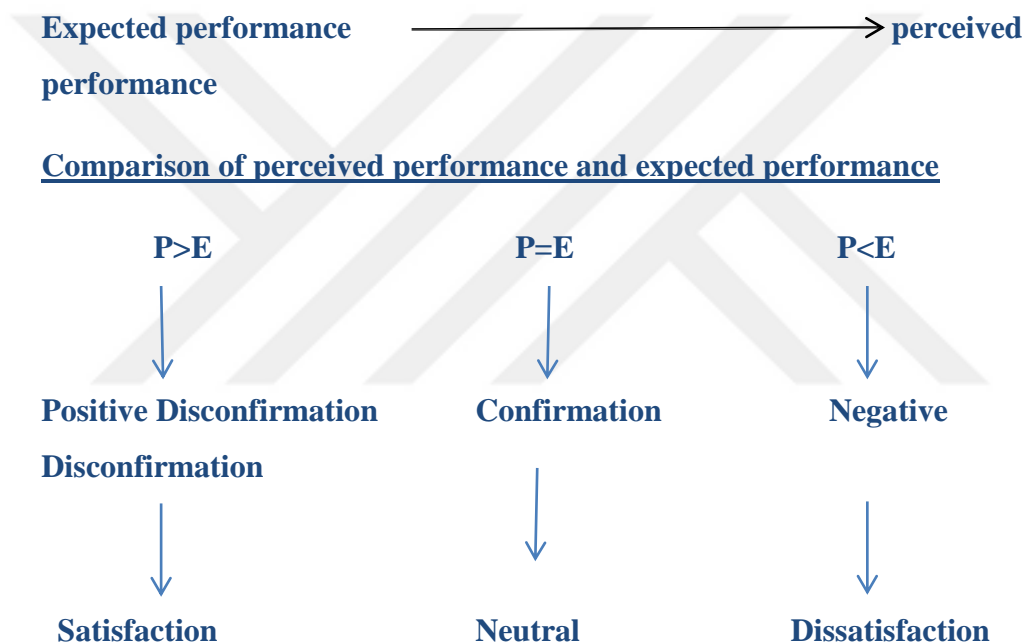 Expected performance perceived
performance
Comparison of perceived performance and expected performance
P>E P=E P<E
Positive Disconfirmation Confirmation Negative
Disconfirmation
Satisfaction Neutral Dissatisfaction